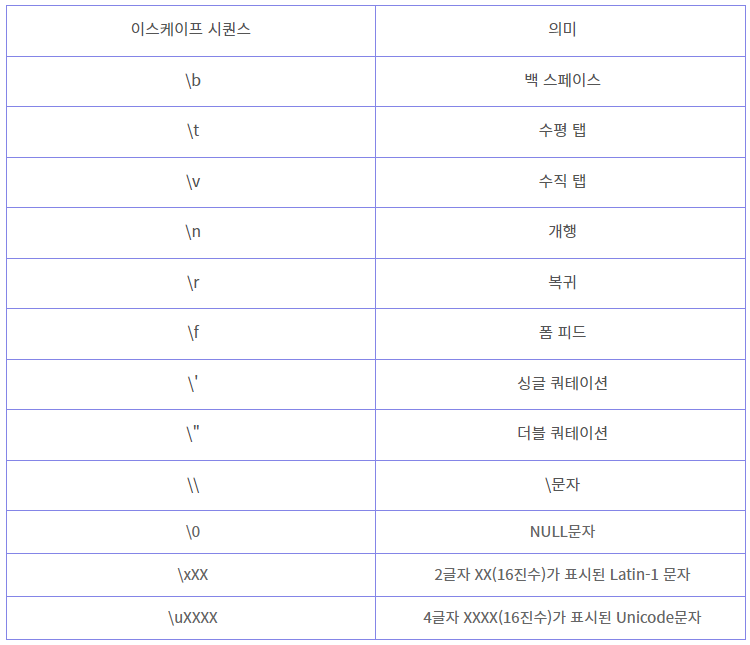 이스케이프 시퀀스 의미
\b 백 스페이스
\t 수평 탭
\v 수직 탭
\n 개행
\r 복귀
\f 폼 피드
\' 싱글 쿼테이션
\" 더블 쿼테이션
\\ \문자
\0 NULL문자
\xXX 2글자 XX(16진수)가 표시된 Latin-1 문자
\uXXXX 4글자 XXXX(16진수)가 표시된 Unicode문자